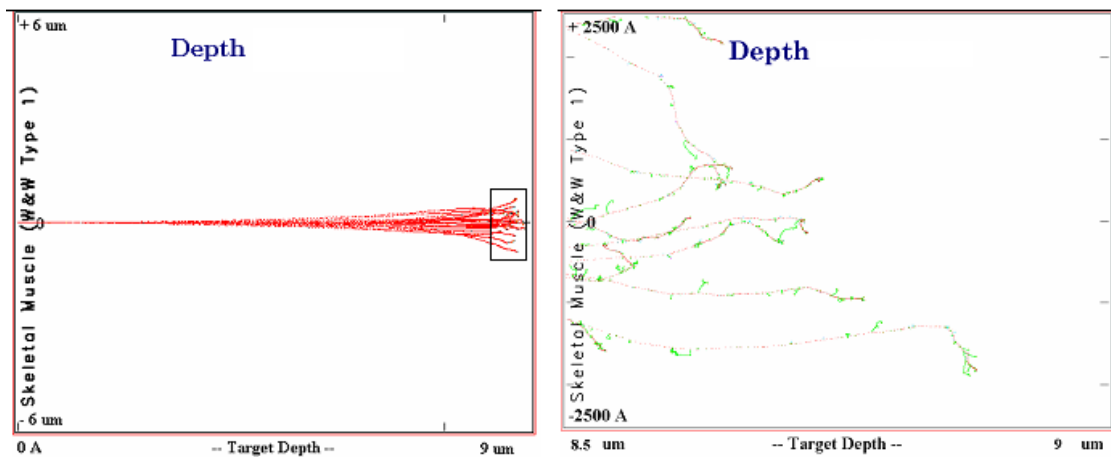 + 6 um
Depth
Skeletal Muscle (W&W Type 1)
0
- 6 um
0 A -- Target Depth -- 9 um
+ 2500 A
Depth
Skeletal Muscle (W&W Type 1)
0
-2500 A
8.5 um -- Target Depth -- 9 um